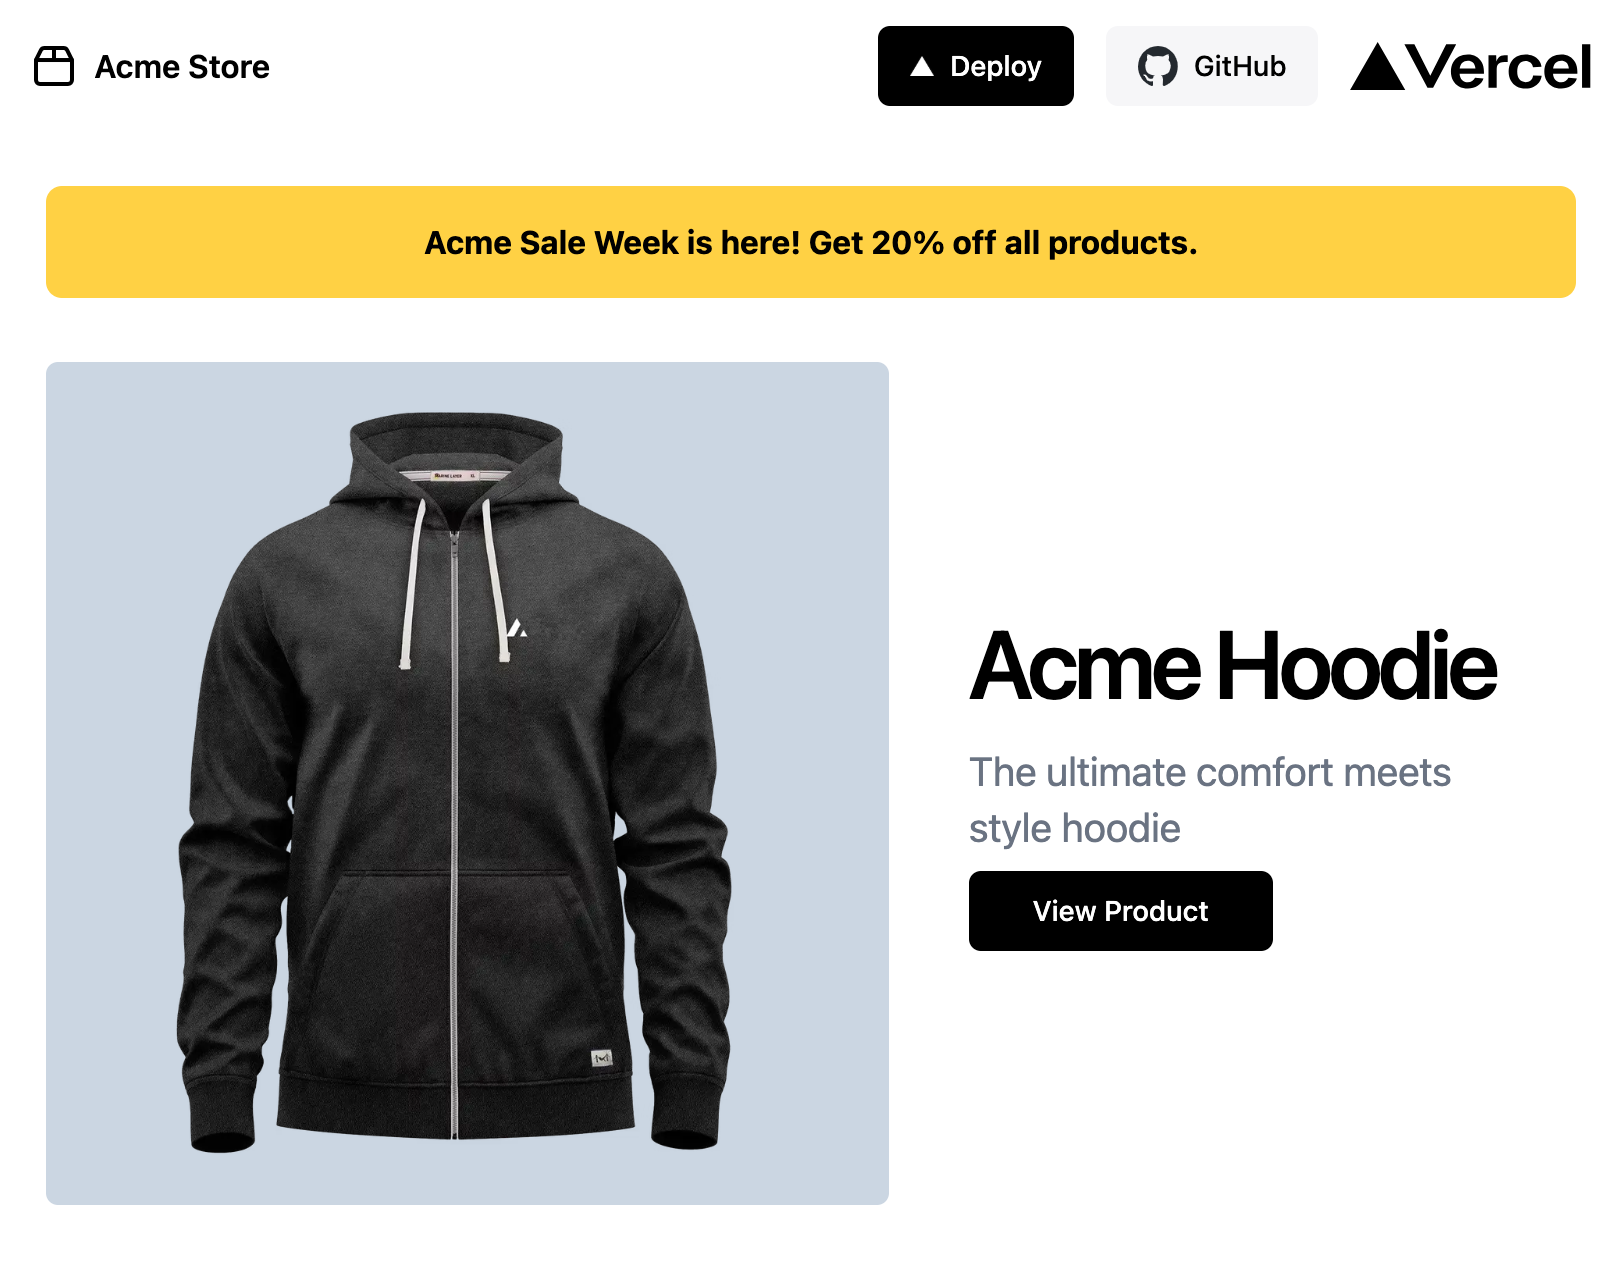 Acme Store
Deploy
GitHub
Vercel
Acme Sale Week is here! Get 20% off all products.
Acme Hoodie
The ultimate comfort meets
style hoodie
View Product
XL